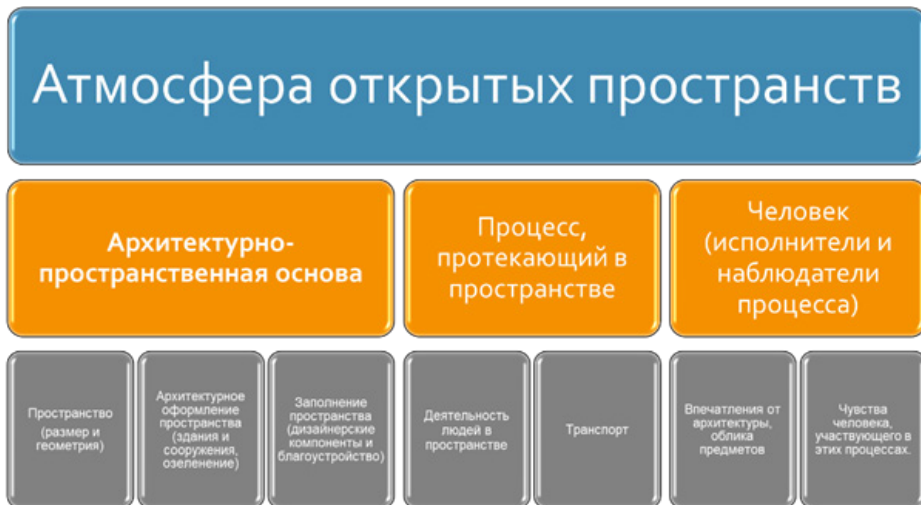 Атмосфера открытых пространств
Архитектурно-
пространственная основа
Процесс,
протекающий в
пространстве
Человек
(исполнители и
наблюдатели
процесса)
Пространство
(размер и
геометрия)
Архитектурное
оформление
пространства
(здания и
сооружения,
озеленение)
Заполнение
пространства
(дизайнерские
компоненты и
благоустройство)
Деятельность
людей в
пространстве
Транспорт
Впечатления от
архитектуры,
облика
предметов
Чувства
человека,
участвующего в
этих процессах.